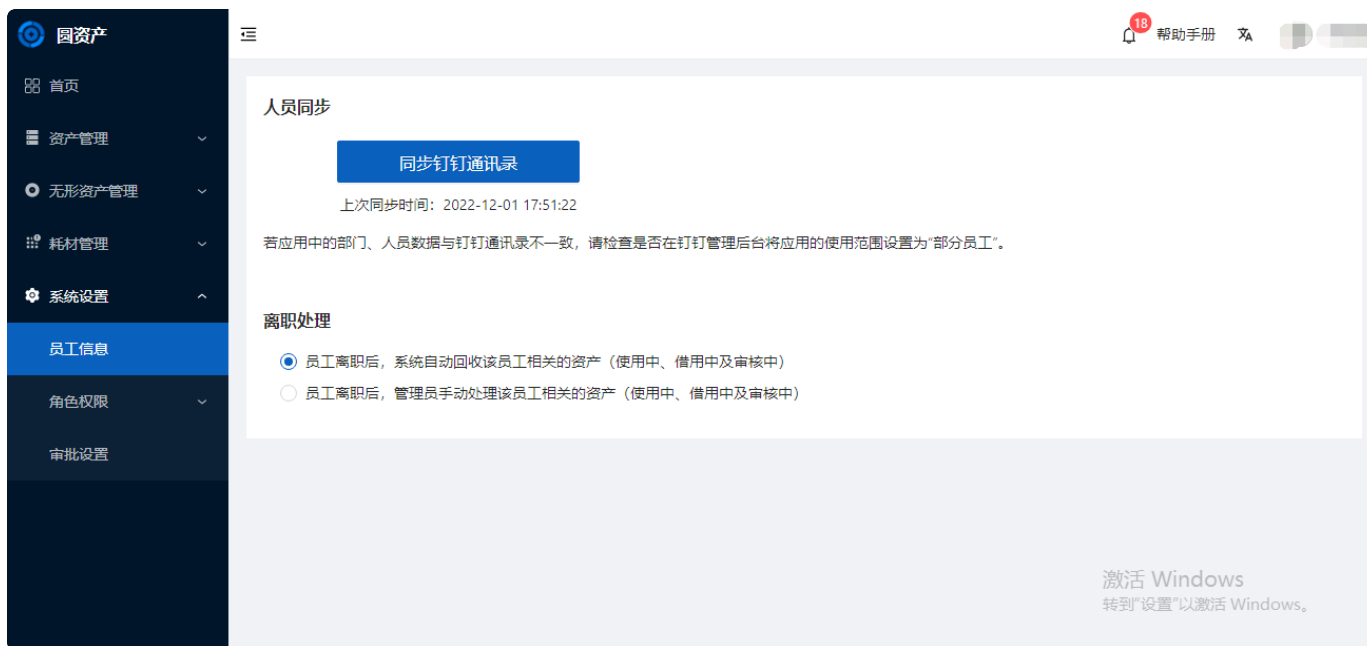 圆资产
18
帮助手册
首页
资产管理
无形资产管理
耗材管理
系统设置
员工信息
角色权限
审批设置
人员同步
同步钉钉通讯录
上次同步时间：2022-12-01 17:51:22
若应用中的部门、人员数据与钉钉通讯录不一致，请检查是否在钉钉管理后台将应用的使用范围设置为“部分员工”。
离职处理
员工离职后，系统自动回收该员工相关的资产（使用中、借用中及审核中）
员工离职后，管理员手动处理该员工相关的资产（使用中、借用中及审核中）
激活 Windows
转到“设置”以激活 Windows。